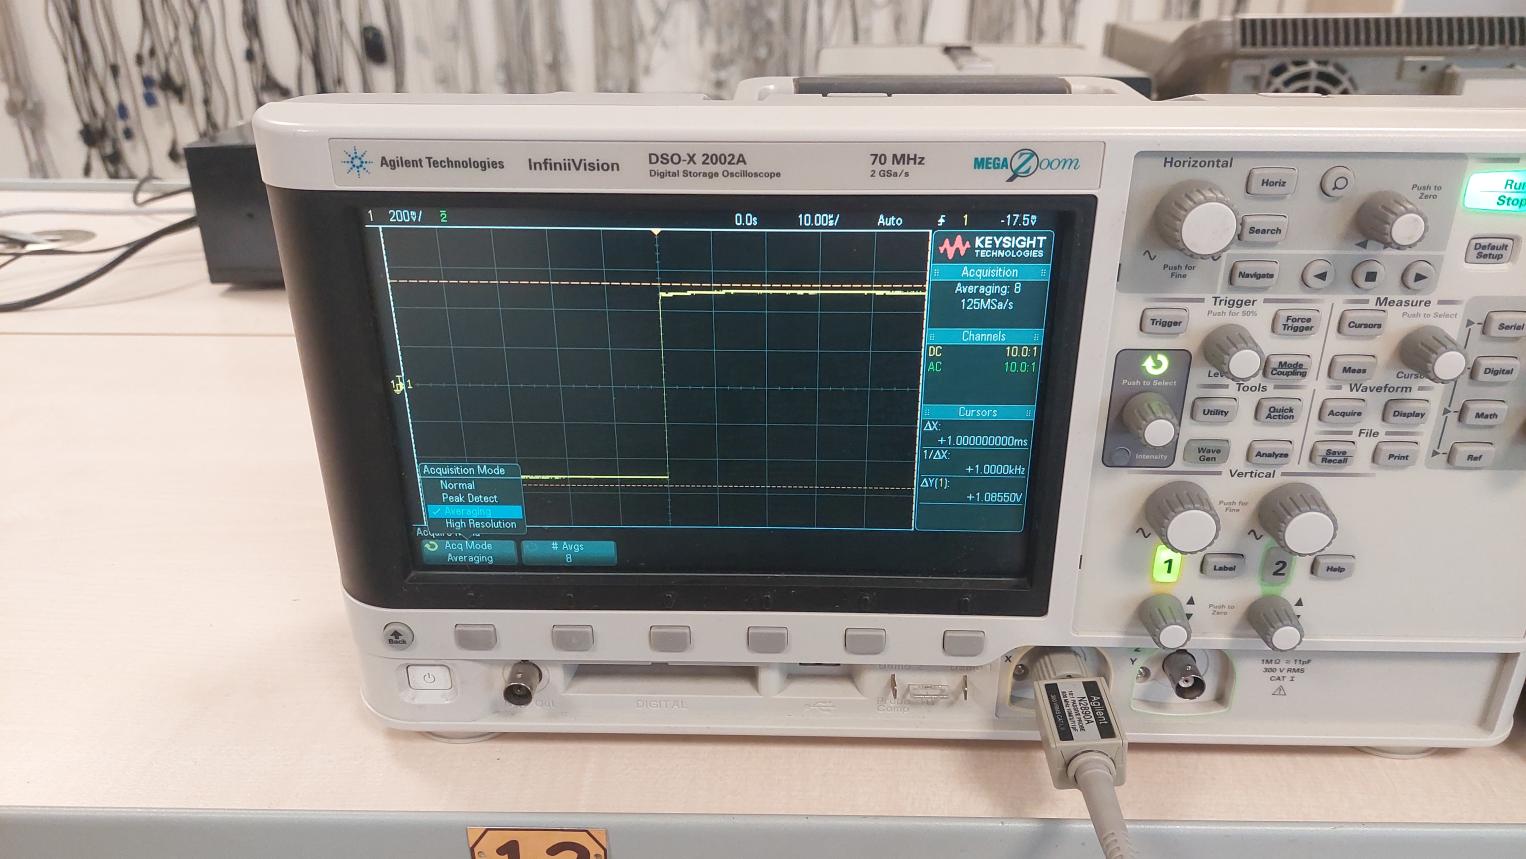 Agilent Technologies InfiniiVision DSO-X 2002A 70 MHz MEGA Zoom
Digital Storage Oscilloscope 2 GSa/s
1 200V/ 2 0.0s 10.00s/ Auto 1 -17.5V
KEYSIGHT
TECHNOLOGIES
Acquisition
Averaging: 8
125MSa/s
Channels
DC 10.0:1
AC 10.0:1
Cursors
ΔX:
+1.000000000ms
1/ΔX:
+1.0000kHz
ΔY(1):
+1.08550V
1
Acquisition Mode
Normal
Peak Detect
Averaging
High Resolution
Acq Mode
Averaging
# Avgs
8
Back
DIGITAL
Horizontal
Horiz
Push to
Zero
Run
Stop
Search
Push for
Fine
Navigate
Default
Setup
Trigger
Push for 50%
Measure
Push to Select
Trigger
Force
Trigger
Cursors
Serial
Push to Select
Level
Mode
Coupling
Meas
Cursors
Digital
Tools
Waveform
Utility
Quick
Action
Acquire
Display
Math
File
Intensity
Wave
Gen
Analyze
Save
Recall
Print
Ref
Vertical
Push for
Fine
1
Label
2
Help
Push to
Zero
X
Y
1MΩ ≅ 11pF
300 V RMS
CAT I
Agilent
N2890A
12